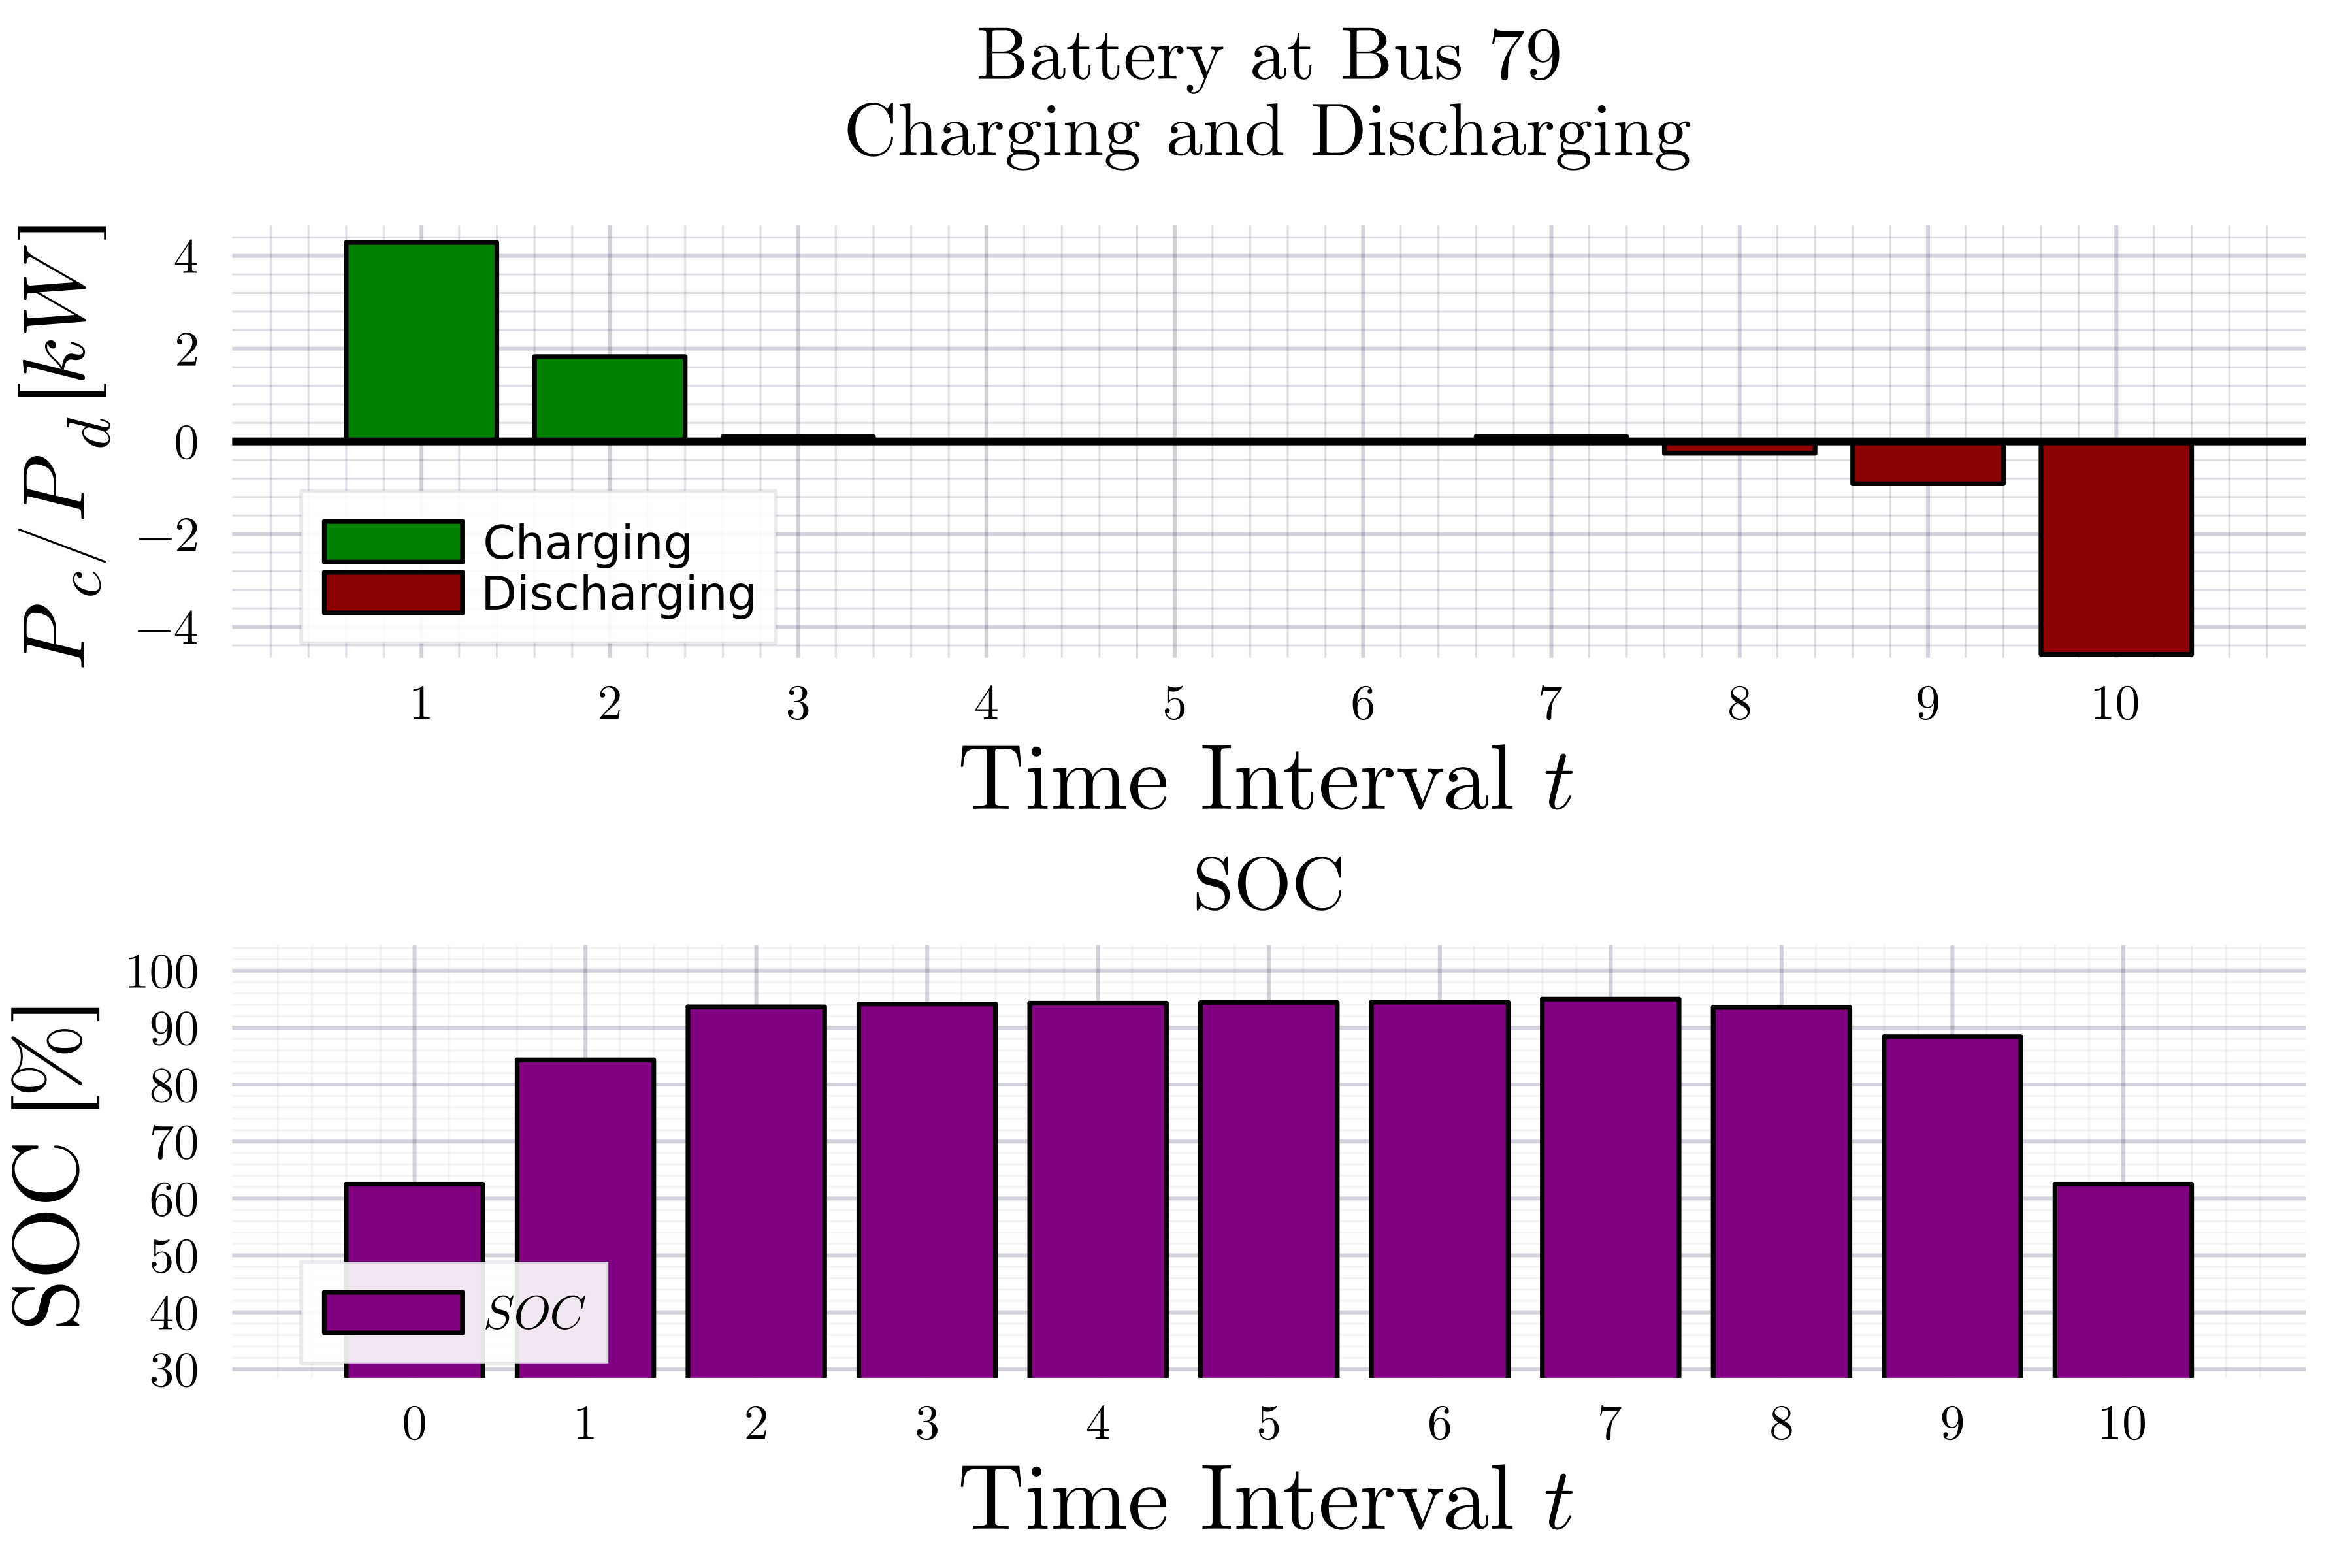 Battery at Bus 79
Charging and Discharging
P_c/P_d [kW]
4
2
0
−2
−4
Charging
Discharging
1 2 3 4 5 6 7 8 9 10
Time Interval t
SOC
SOC [%]
100
90
80
70
60
50
40
30
SOC
0 1 2 3 4 5 6 7 8 9 10
Time Interval t